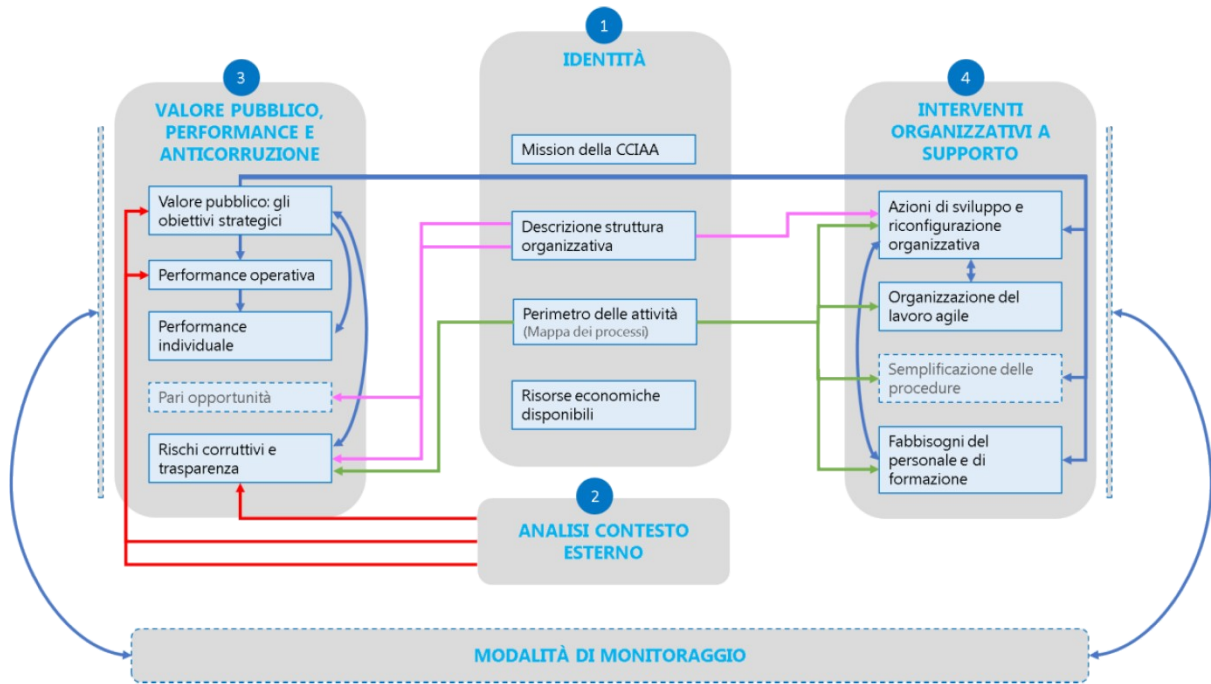 1
IDENTITÀ
Mission della CCIAA
Descrizione struttura
organizzativa
Perimetro delle attività
(Mappa dei processi)
Risorse economiche
disponibili
2
ANALISI CONTESTO
ESTERNO
3
VALORE PUBBLICO,
PERFORMANCE E
ANTICORRUZIONE
Valore pubblico: gli
obiettivi strategici
Performance operativa
Performance
individuale
Pari opportunità
Rischi corruttivi e
trasparenza
4
INTERVENTI
ORGANIZZATIVI A
SUPPORTO
Azioni di sviluppo e
riconfigurazione
organizzativa
Organizzazione del
lavoro agile
Semplificazione delle
procedure
Fabbisogni del
personale e di
formazione
MODALITÀ DI MONITORAGGIO